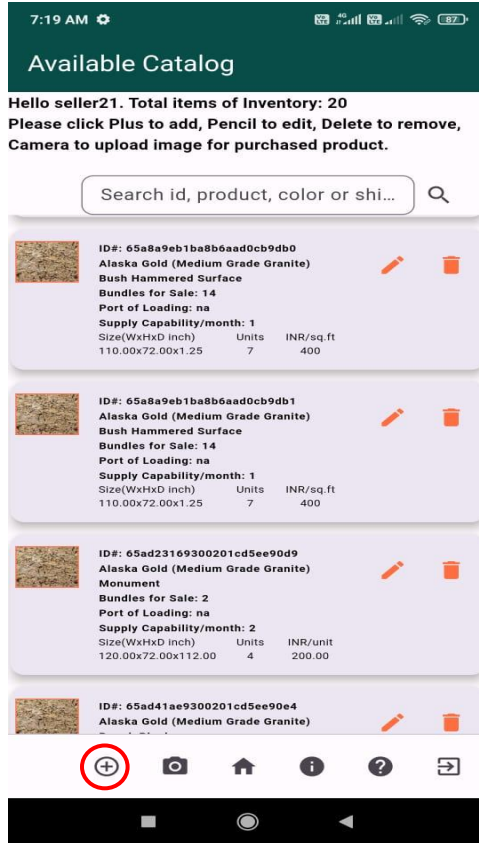 7:19 AM
4G
87
Available Catalog
Hello seller21. Total items of Inventory: 20
Please click Plus to add, Pencil to edit, Delete to remove,
Camera to upload image for purchased product.
Search id, product, color or shi...
ID#: 65a8a9eb1ba8b6aad0cb9db0
Alaska Gold (Medium Grade Granite)
Bush Hammered Surface
Bundles for Sale: 14
Port of Loading: na
Supply Capability/month: 1
Size(WxHxD inch) Units INR/sq.ft
110.00x72.00x1.25 7 400
ID#: 65a8a9eb1ba8b6aad0cb9db1
Alaska Gold (Medium Grade Granite)
Bush Hammered Surface
Bundles for Sale: 14
Port of Loading: na
Supply Capability/month: 1
Size(WxHxD inch) Units INR/sq.ft
110.00x72.00x1.25 7 400
ID#: 65ad23169300201cd5ee90d9
Alaska Gold (Medium Grade Granite)
Monument
Bundles for Sale: 2
Port of Loading: na
Supply Capability/month: 2
Size(WxHxD inch) Units INR/unit
120.00x72.00x112.00 4 200.00
ID#: 65ad41ae9300201cd5ee90e4
Alaska Gold (Medium Grade Granite)